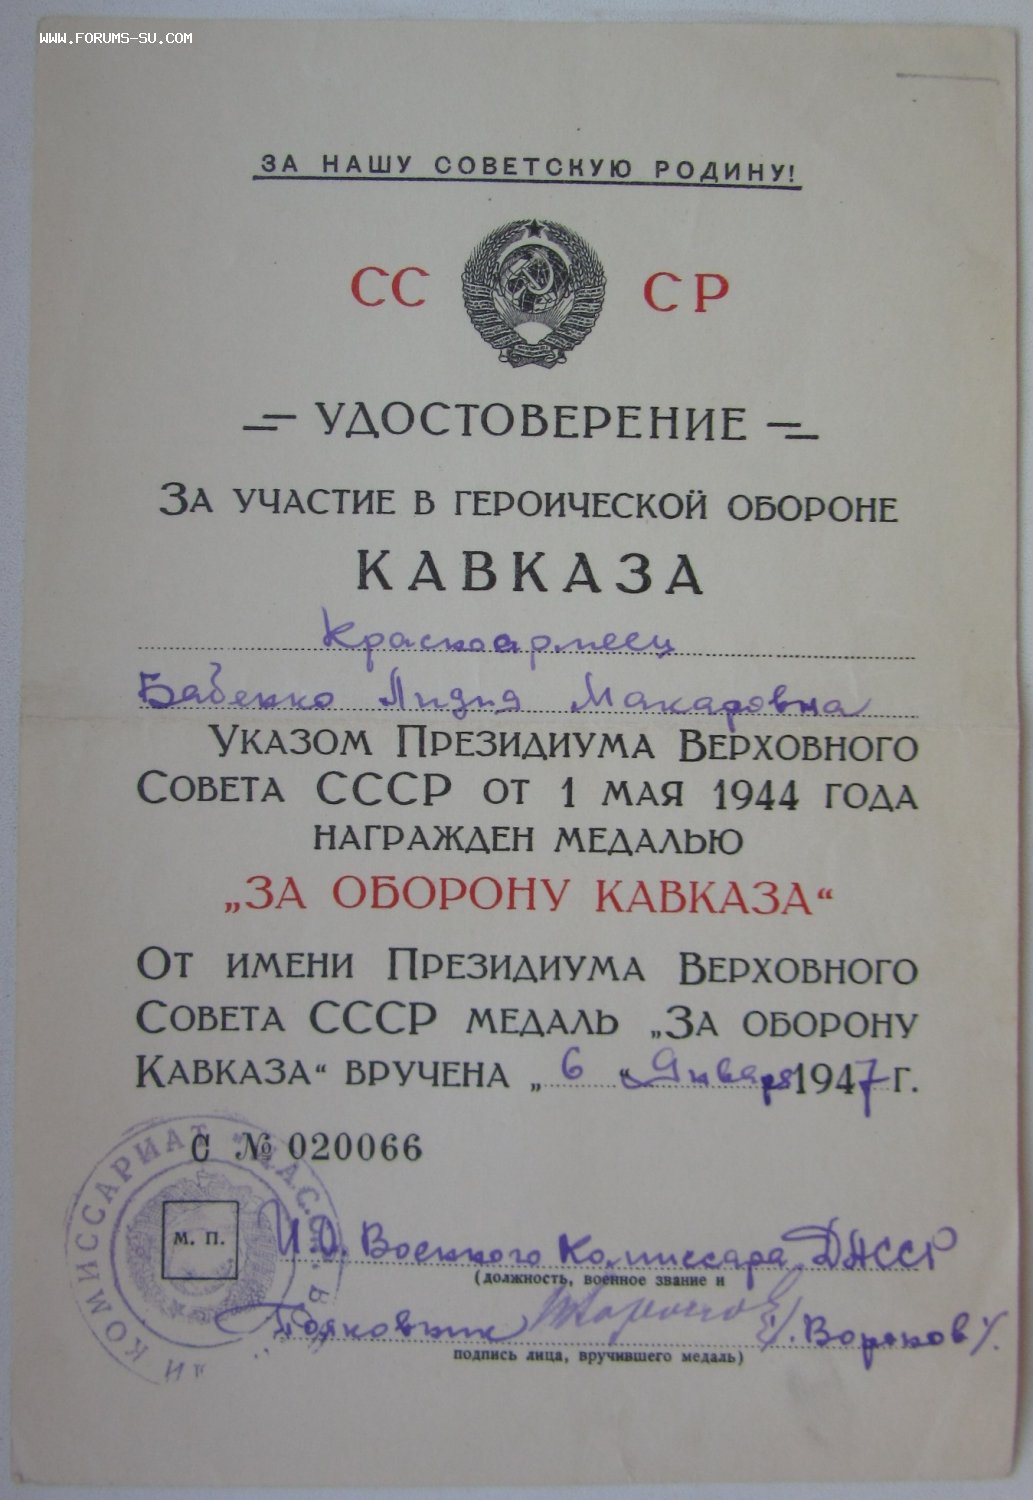 WWW.FORUMS-SU.COM
ЗА НАШУ СОВЕТСКУЮ РОДИНУ!
СС СР
УДОСТОВЕРЕНИЕ
ЗА УЧАСТИЕ В ГЕРОИЧЕСКОЙ ОБОРОНЕ
КАВКАЗА
Красноармеец
Бабенко Лидия Макаровна
УКАЗОМ ПРЕЗИДИУМА ВЕРХОВНОГО
СОВЕТА СССР ОТ 1 МАЯ 1944 ГОДА
НАГРАЖДЕН МЕДАЛЬЮ
„ЗА ОБОРОНУ КАВКАЗА“
ОТ ИМЕНИ ПРЕЗИДИУМА ВЕРХОВНОГО
СОВЕТА СССР МЕДАЛЬ „ЗА ОБОРОНУ
КАВКАЗА“ ВРУЧЕНА „6“ Января 1947 Г.
С № 020066
КОМИССАРИАТ
М. П.
И.О. Военного Комиссара ДАССР
(должность, военное звание и
Полковник /Воронов/.
подпись лица, вручившего медаль)